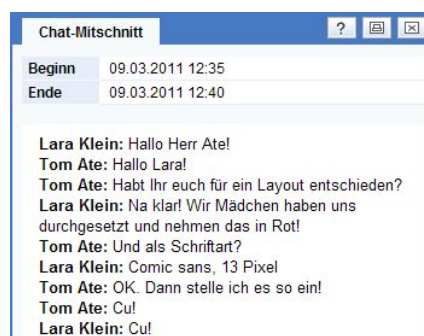 Chat-Mitschnitt
?
Beginn 09.03.2011 12:35
Ende 09.03.2011 12:40
Lara Klein: Hallo Herr Ate!
Tom Ate: Hallo Lara!
Tom Ate: Habt Ihr euch für ein Layout entschieden?
Lara Klein: Na klar! Wir Mädchen haben uns
durchgesetzt und nehmen das in Rot!
Tom Ate: Und als Schriftart?
Lara Klein: Comic sans, 13 Pixel
Tom Ate: OK. Dann stelle ich es so ein!
Tom Ate: Cu!
Lara Klein: Cu!